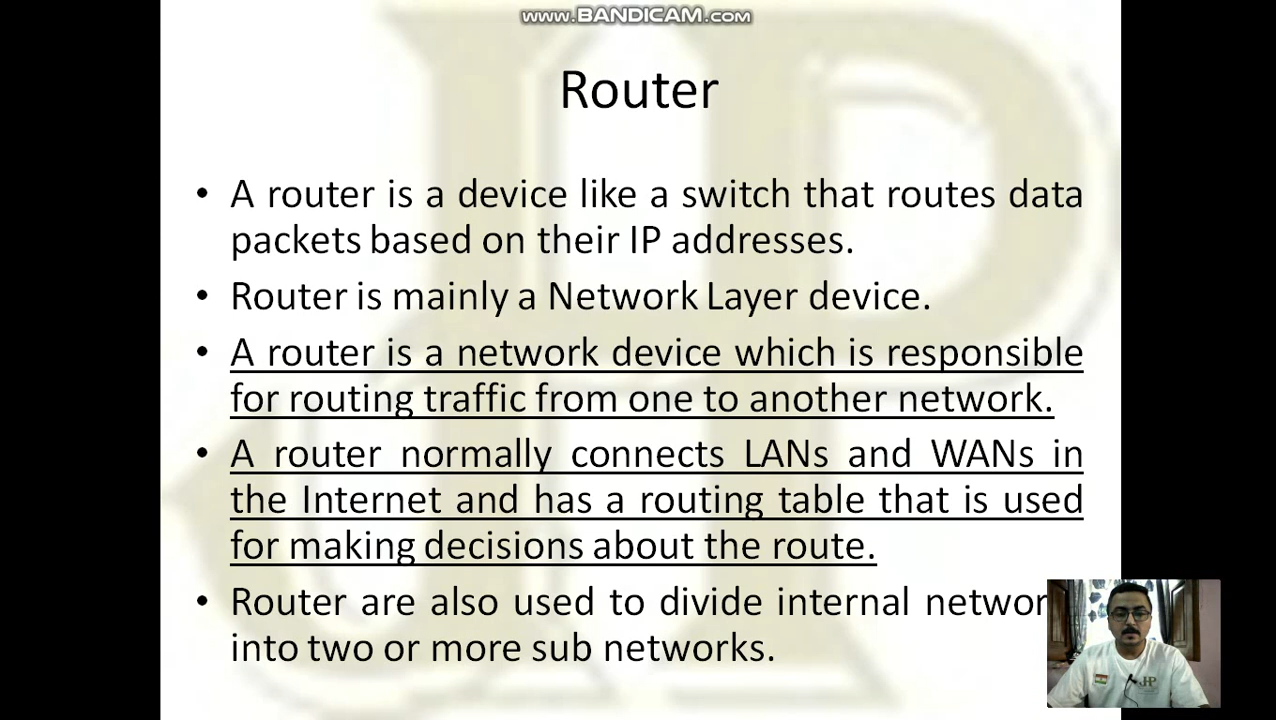 www.BANDICAM.com
Router
• A router is a device like a switch that routes data
packets based on their IP addresses.
• Router is mainly a Network Layer device.
• A router is a network device which is responsible
for routing traffic from one to another network.
• A router normally connects LANs and WANs in
the Internet and has a routing table that is used
for making decisions about the route.
• Router are also used to divide internal networ
into two or more sub networks.
JHP